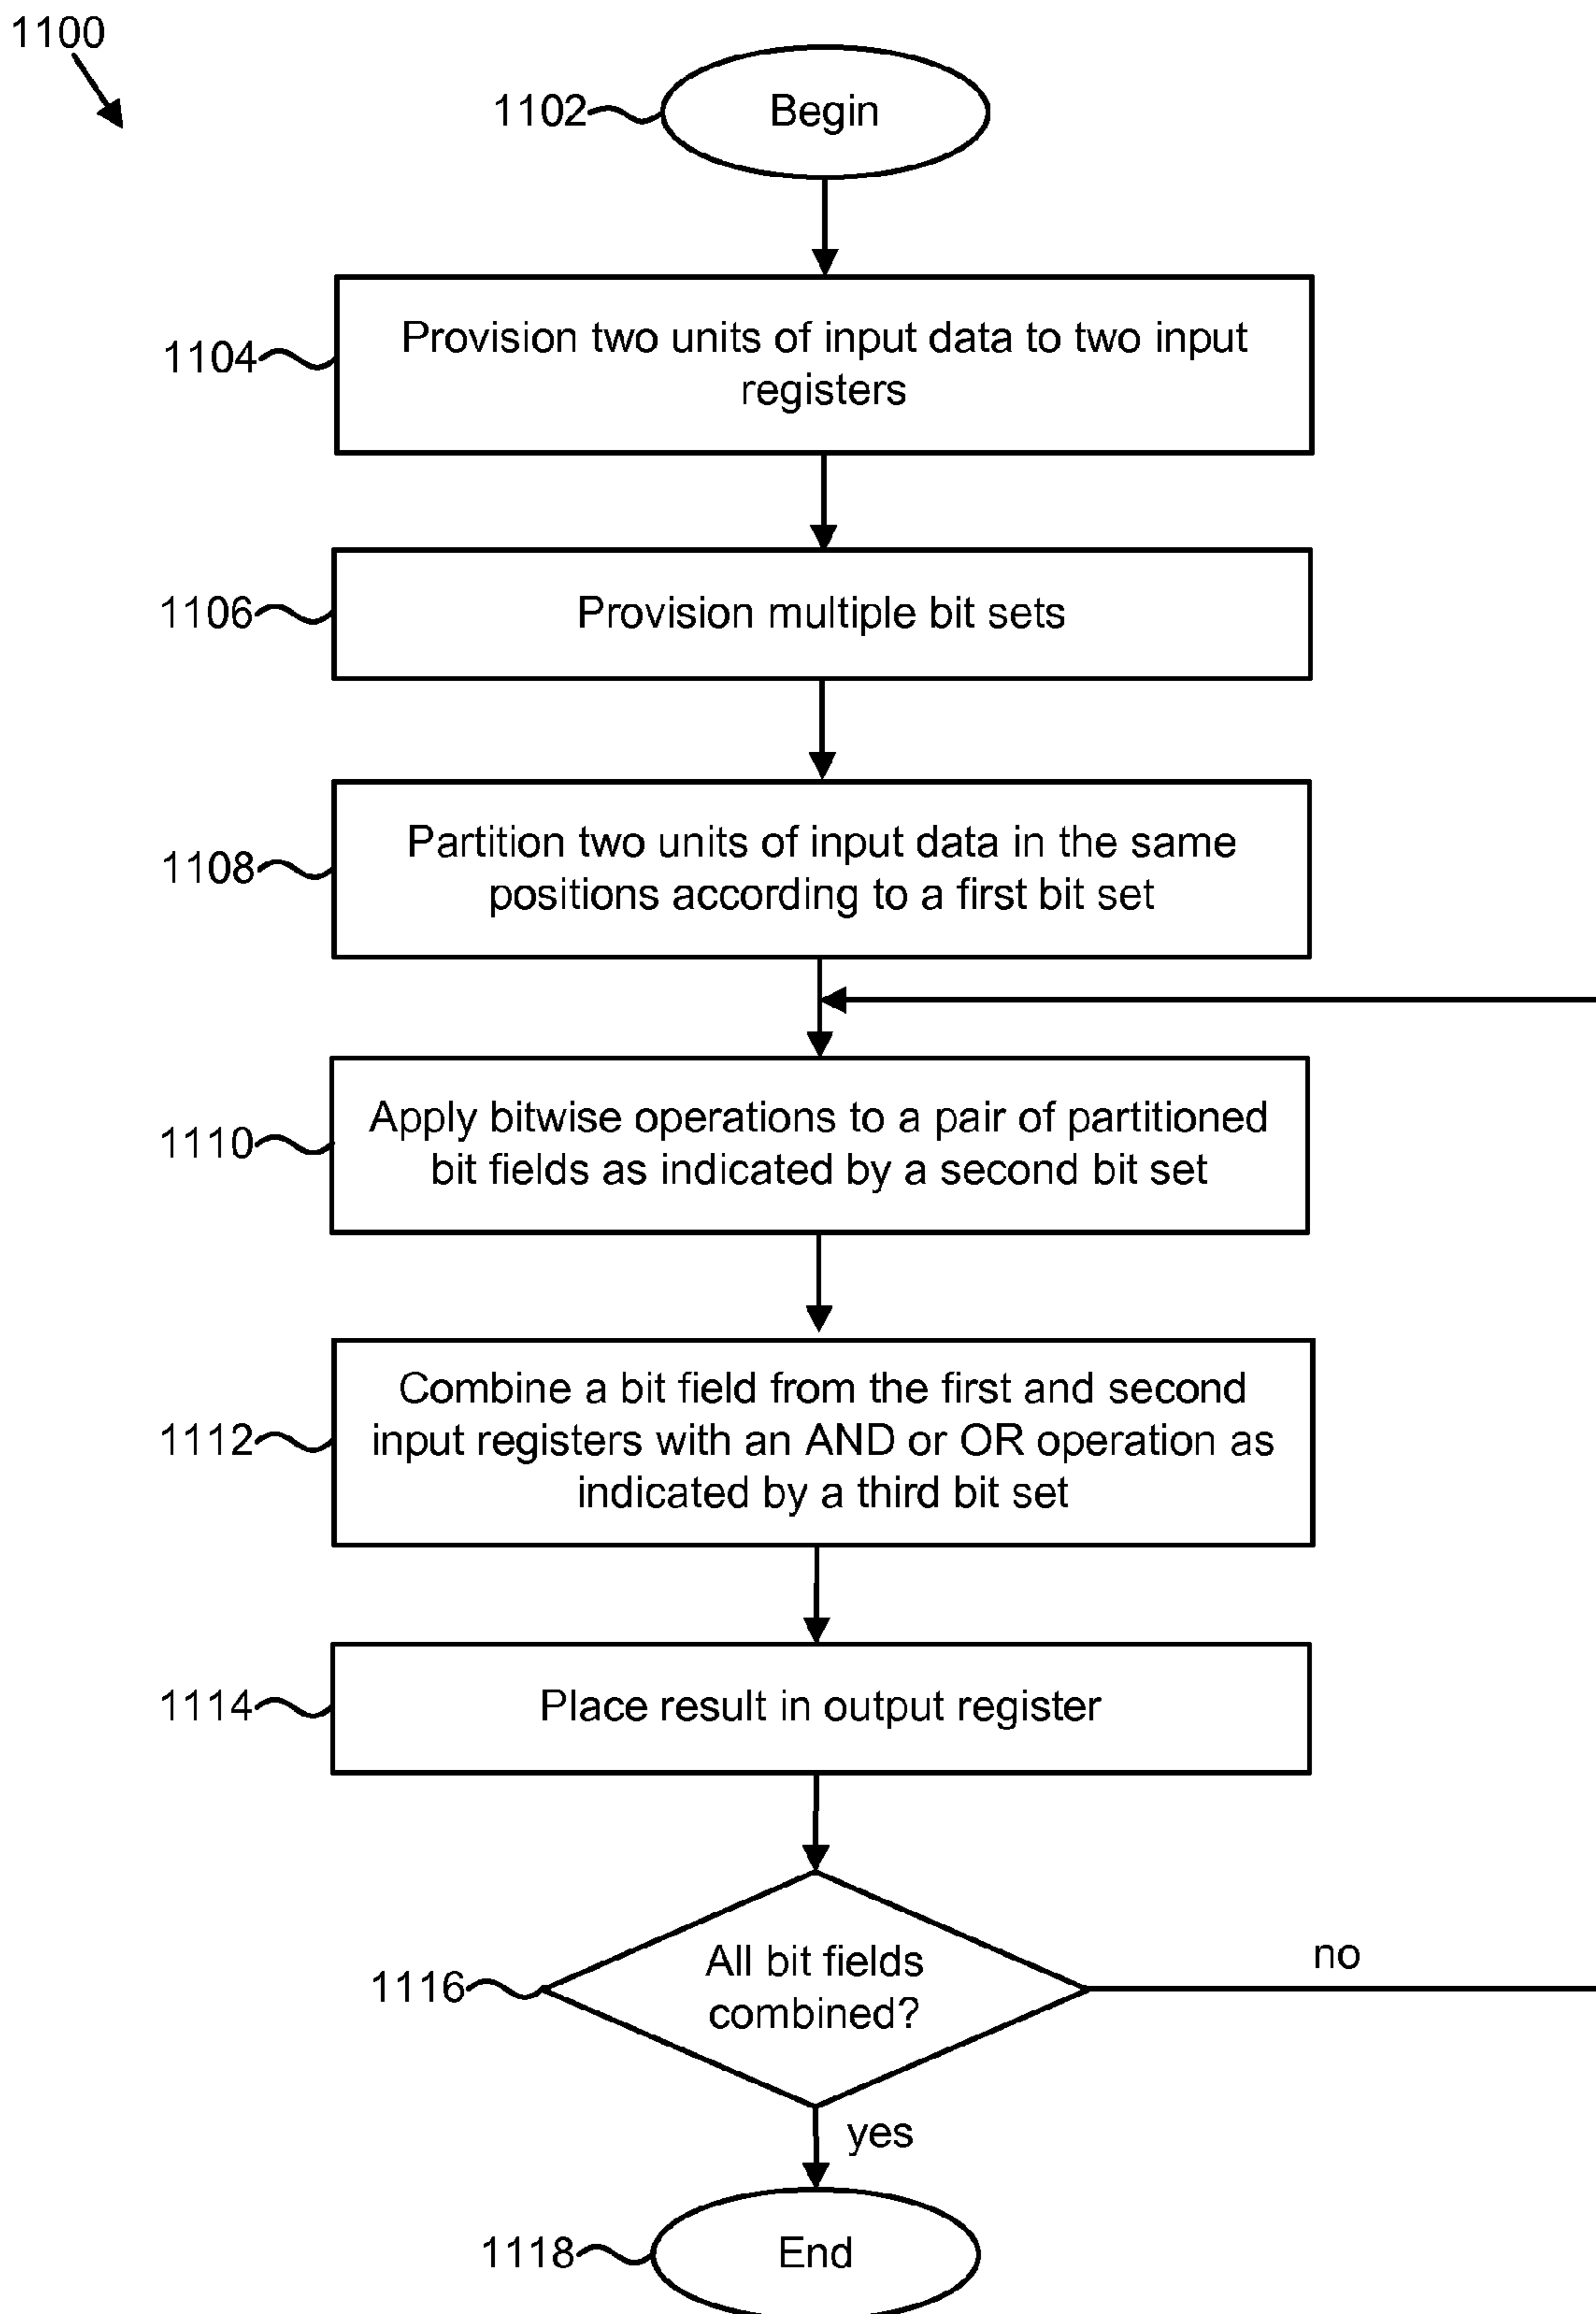 1100
1102
Begin
1104
Provision two units of input data to two input
registers
1106
Provision multiple bit sets
1108
Partition two units of input data in the same
positions according to a first bit set
1110
Apply bitwise operations to a pair of partitioned
bit fields as indicated by a second bit set
1112
Combine a bit field from the first and second
input registers with an AND or OR operation as
indicated by a third bit set
1114
Place result in output register
1116
All bit fields
combined?
no
yes
1118
End